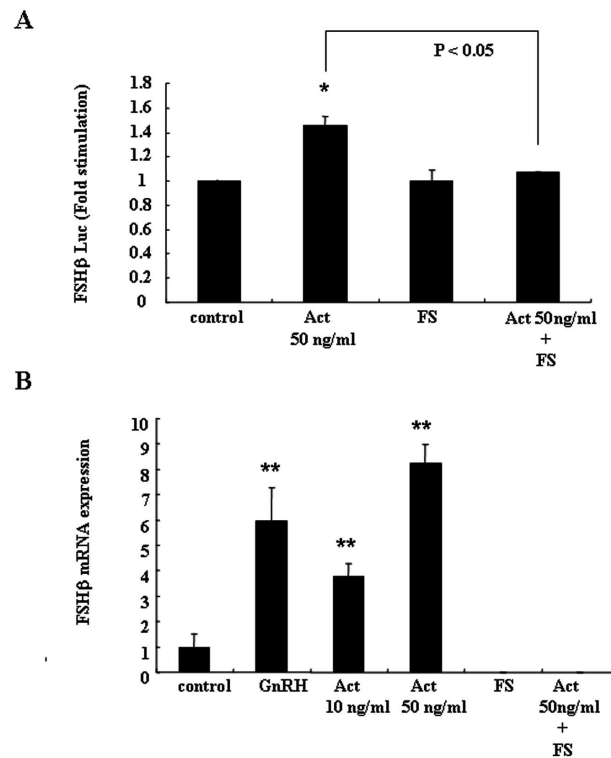 A
P < 0.05
*
FSHβ Luc (Fold stimulation)
1.8
1.6
1.4
1.2
1
0.8
0.6
0.4
0.2
0
control Act FS Act 50ng/ml
50 ng/ml +
FS
B
FSHβ mRNA expression
10
9
8
7
6
5
4
3
2
1
0
** ** **
control GnRH Act Act FS Act
10 ng/ml 50 ng/ml 50ng/ml
+
FS